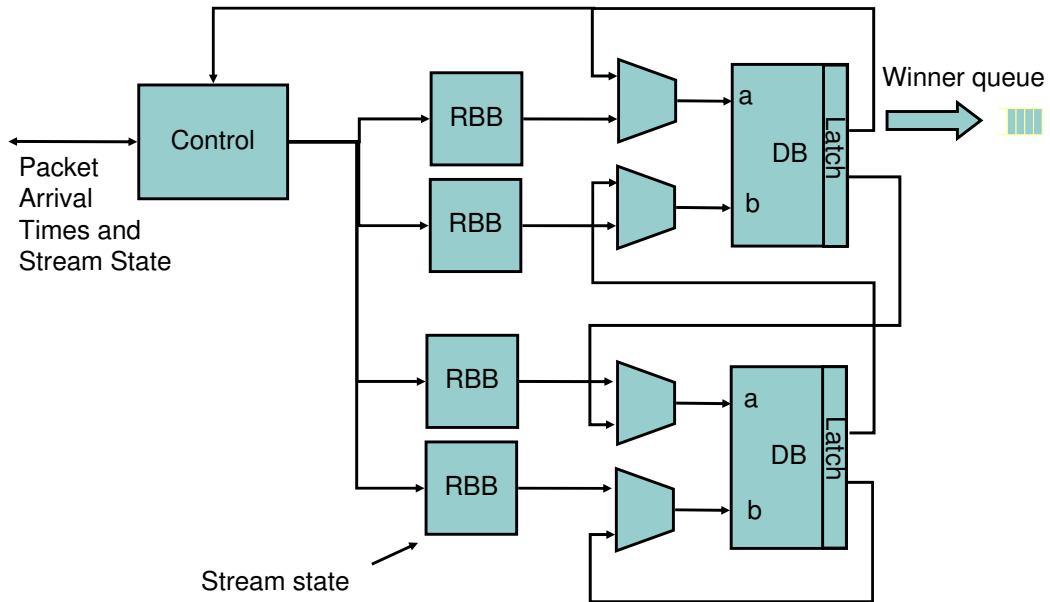 Winner queue
Control
RBB
a
DB
Latch
Packet
Arrival
Times and
Stream State
RBB
b
RBB
a
DB
Latch
RBB
b
Stream state